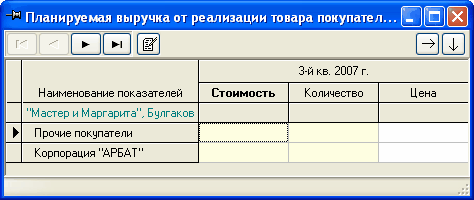 Планируемая выручка от реализации товара покупател...
3-й кв. 2007 г.
Наименование показателей Стоимость Количество Цена
"Мастер и Маргарита", Булгаков
Прочие покупатели
Корпорация "АРБАТ"